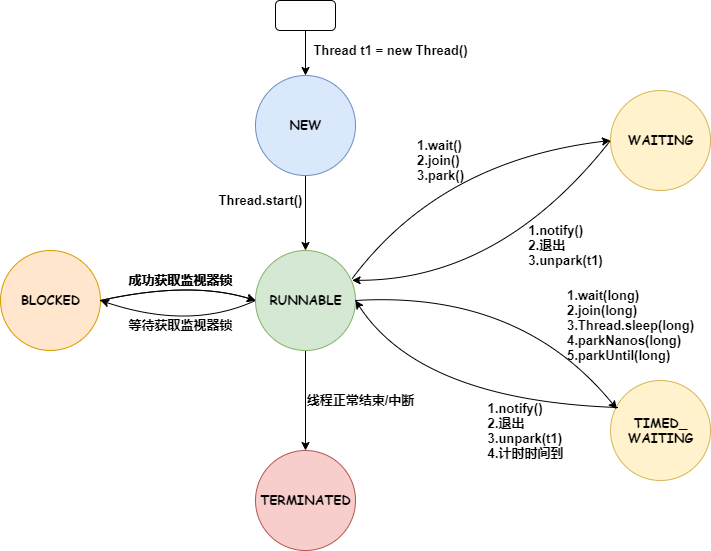 Thread t1 = new Thread()
NEW
Thread.start()
1.wait()
2.join()
3.park()
WAITING
1.notify()
2.退出
3.unpark(t1)
BLOCKED
成功获取监视器锁
等待获取监视器锁
RUNNABLE
1.wait(long)
2.join(long)
3.Thread.sleep(long)
4.parkNanos(long)
5.parkUntil(long)
线程正常结束/中断
1.notify()
2.退出
3.unpark(t1)
4.计时时间到
TIMED_
WAITING
TERMINATED